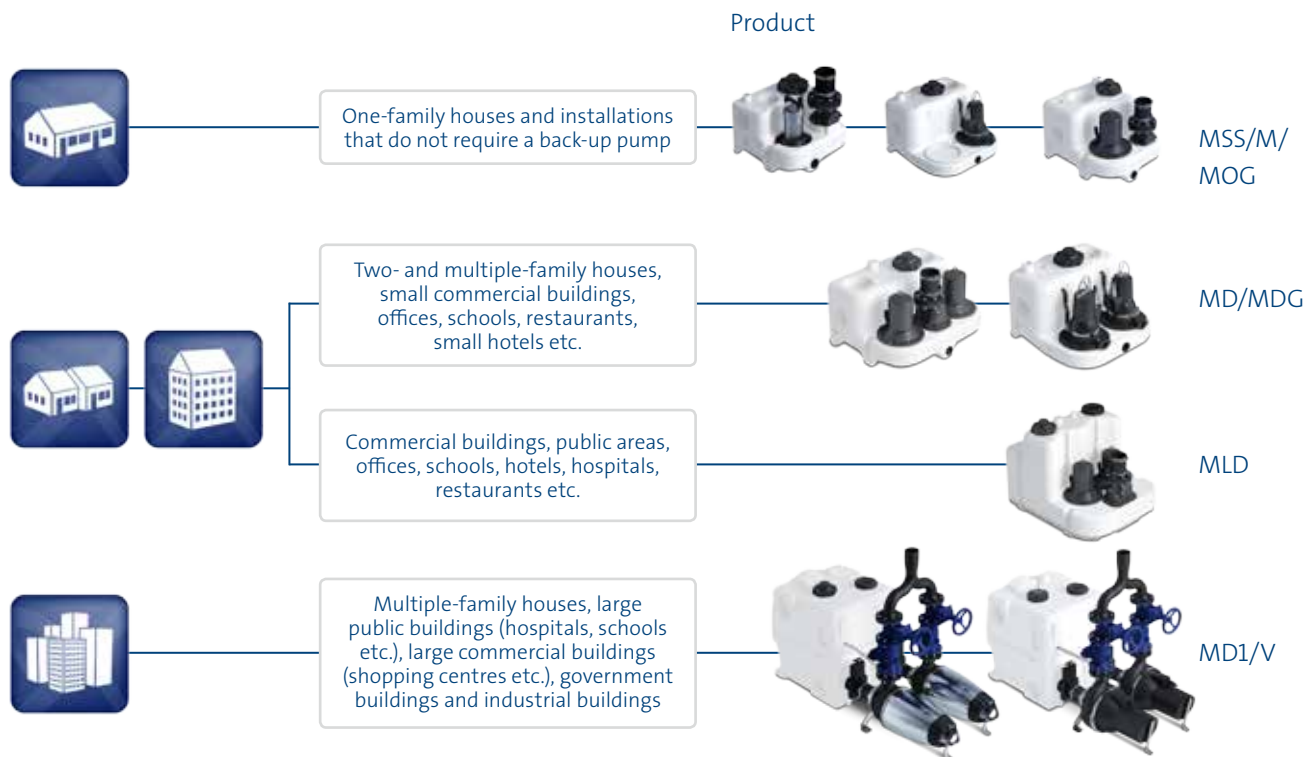 Product
One-family houses and installations
that do not require a back-up pump
MSS/M/
MOG
Two- and multiple-family houses,
small commercial buildings,
offices, schools, restaurants,
small hotels etc.
MD/MDG
Commercial buildings, public areas,
offices, schools, hotels, hospitals,
restaurants etc.
MLD
Multiple-family houses, large
public buildings (hospitals, schools
etc.), large commercial buildings
(shopping centres etc.), government
buildings and industrial buildings
MD1/V